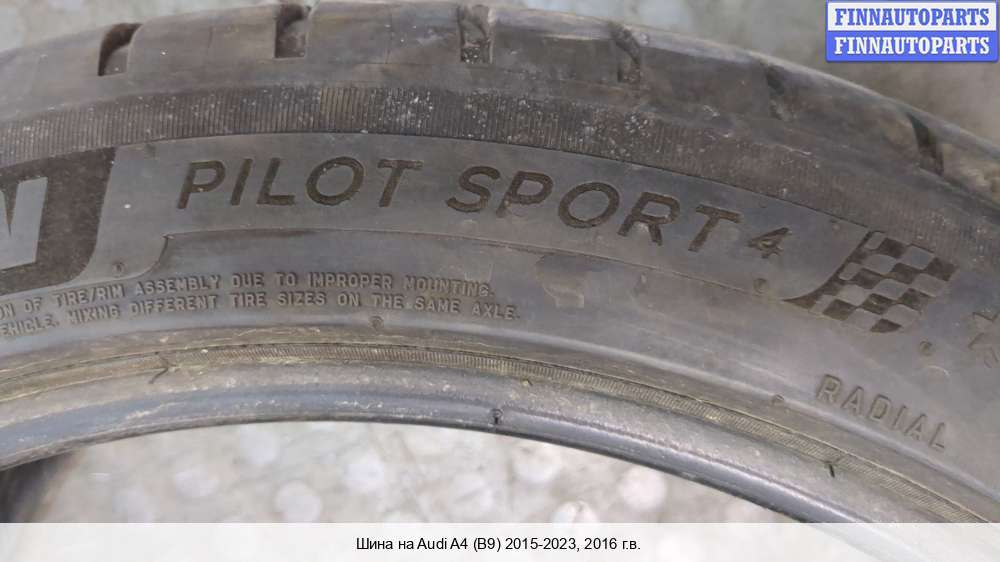 FINNAUTOPARTS
FINNAUTOPARTS
PILOT SPORT 4
N OF TIRE/RIM ASSEMBLY DUE TO IMPROPER MOUNTING.
EHICLE. MIXING DIFFERENT TIRE SIZES ON THE SAME AXLE.
RADIAL
Шина на Audi A4 (B9) 2015-2023, 2016 г.в.